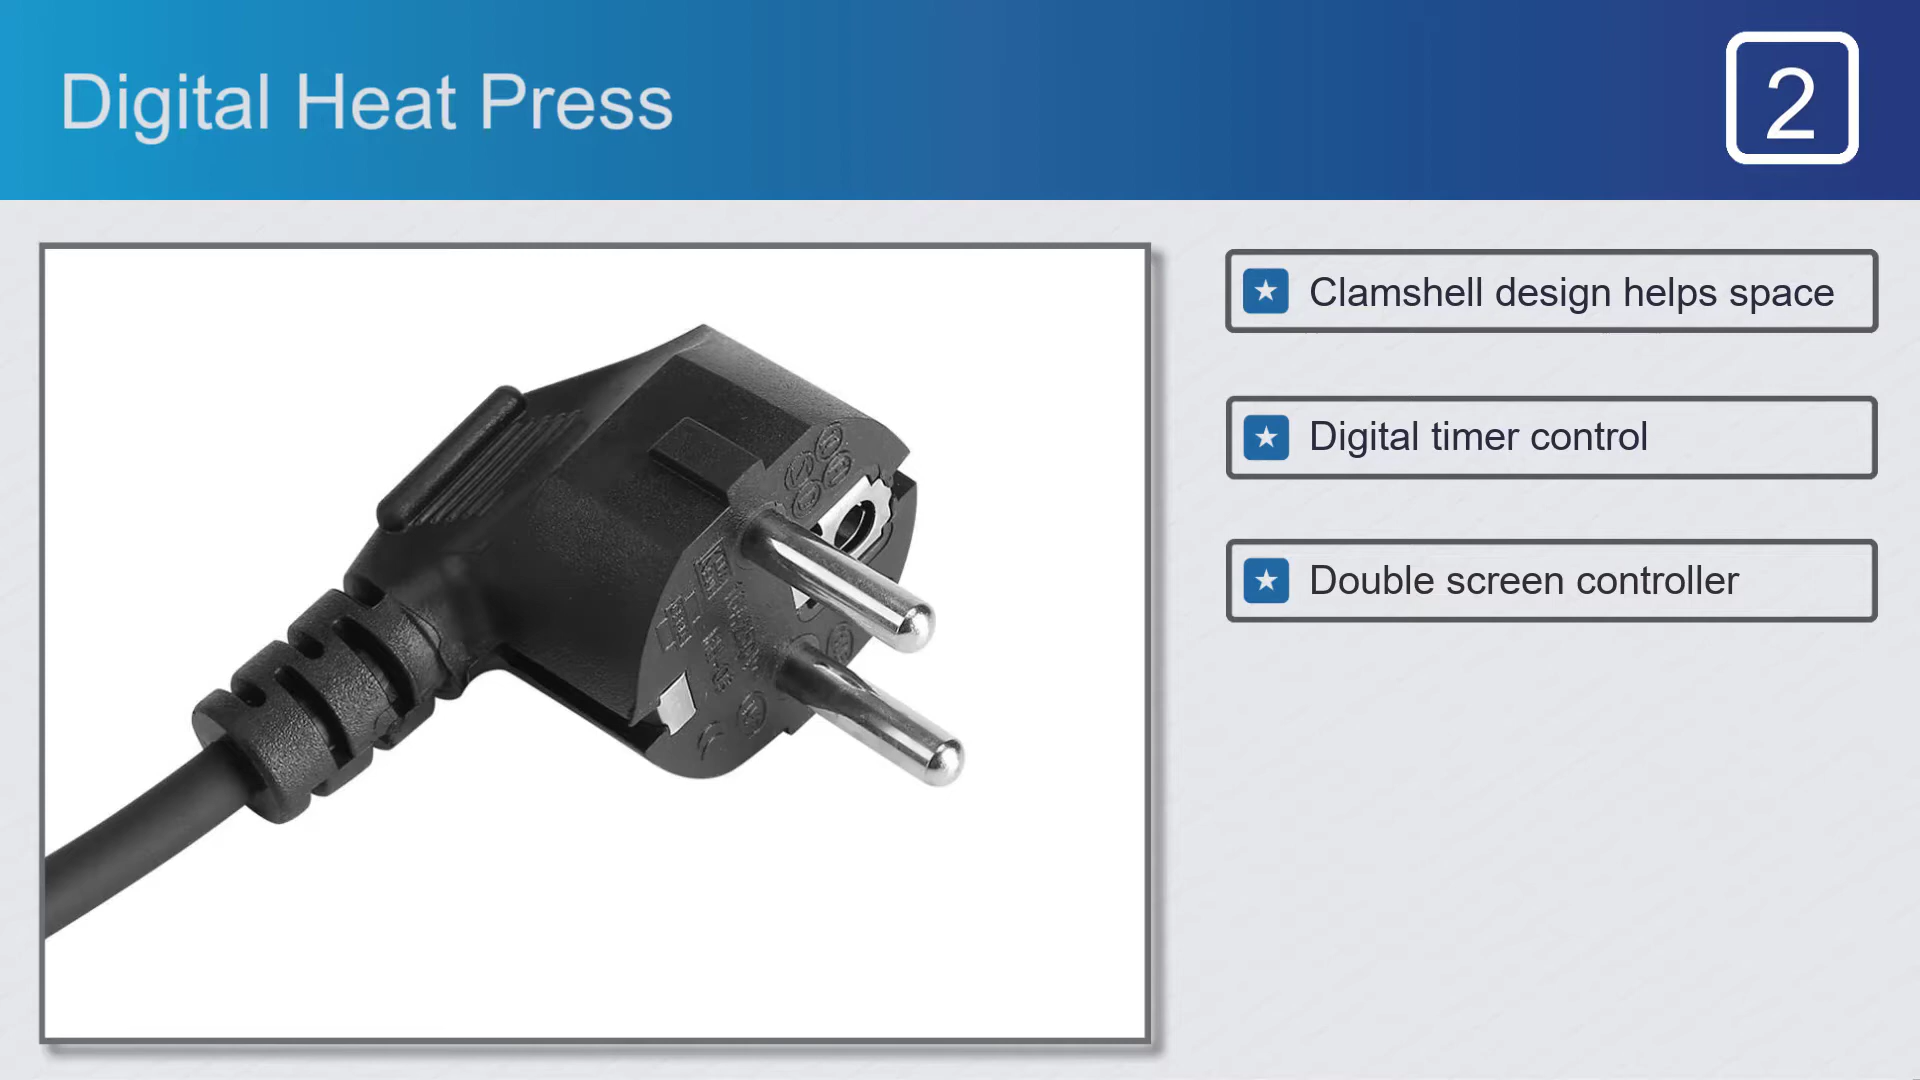 Digital Heat Press
2
Clamshell design helps space
Digital timer control
Double screen controller